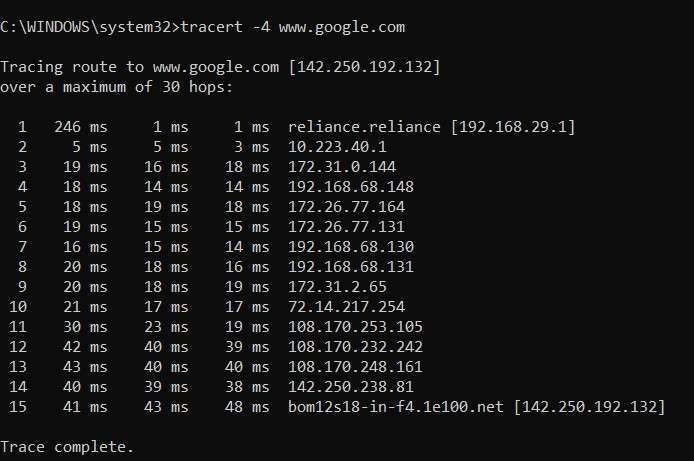 C:\WINDOWS\system32>tracert -4 www.google.com
Tracing route to www.google.com [142.250.192.132]
over a maximum of 30 hops:
1 246 ms 1 ms 1 ms reliance.reliance [192.168.29.1]
2 5 ms 5 ms 3 ms 10.223.40.1
3 19 ms 16 ms 18 ms 172.31.0.144
4 18 ms 14 ms 14 ms 192.168.68.148
5 18 ms 19 ms 18 ms 172.26.77.164
6 19 ms 15 ms 15 ms 172.26.77.131
7 16 ms 15 ms 14 ms 192.168.68.130
8 20 ms 18 ms 16 ms 192.168.68.131
9 20 ms 18 ms 19 ms 172.31.2.65
10 21 ms 17 ms 17 ms 72.14.217.254
11 30 ms 23 ms 19 ms 108.170.253.105
12 42 ms 40 ms 39 ms 108.170.232.242
13 43 ms 40 ms 40 ms 108.170.248.161
14 40 ms 39 ms 38 ms 142.250.238.81
15 41 ms 43 ms 48 ms bom12s18-in-f4.1e100.net [142.250.192.132]
Trace complete.